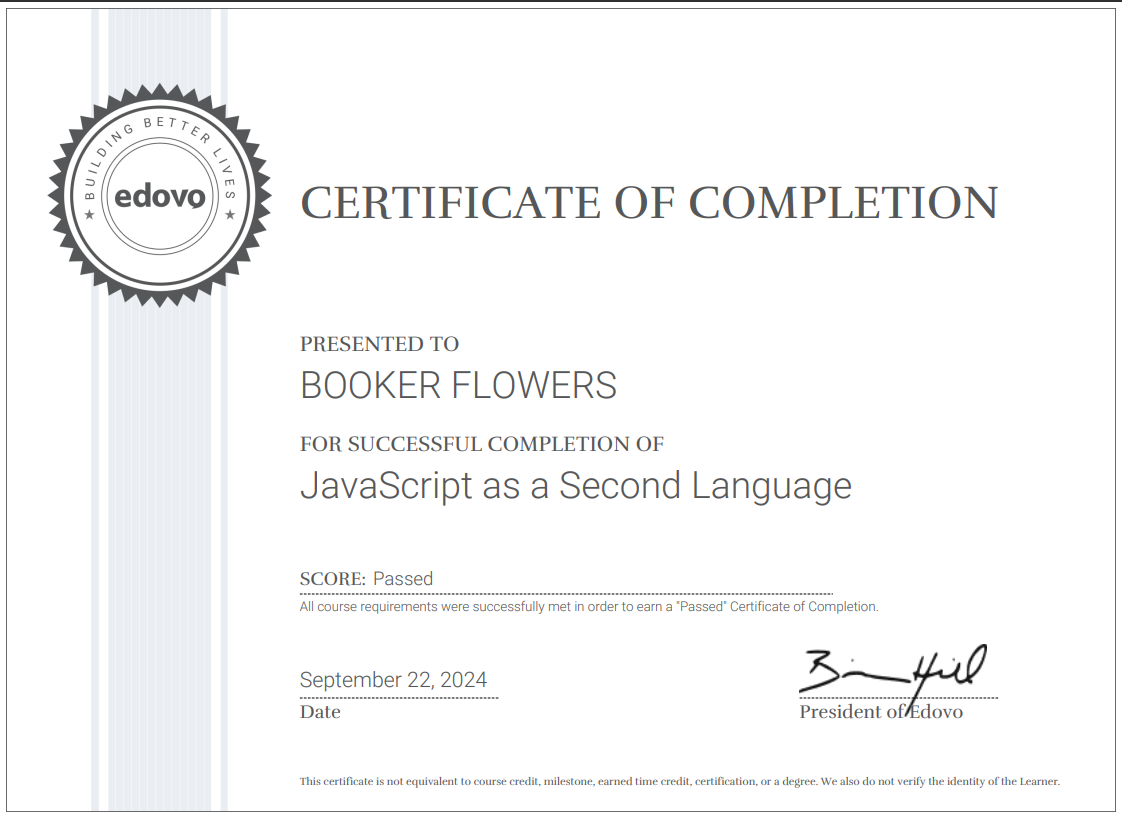 ★ BUILDING BETTER LIVES ★
edovo
CERTIFICATE OF COMPLETION
PRESENTED TO
BOOKER FLOWERS
FOR SUCCESSFUL COMPLETION OF
JavaScript as a Second Language
SCORE: Passed
All course requirements were successfully met in order to earn a "Passed" Certificate of Completion.
September 22, 2024
Date
President of Edovo
This certificate is not equivalent to course credit, milestone, earned time credit, certification, or a degree. We also do not verify the identity of the Learner.